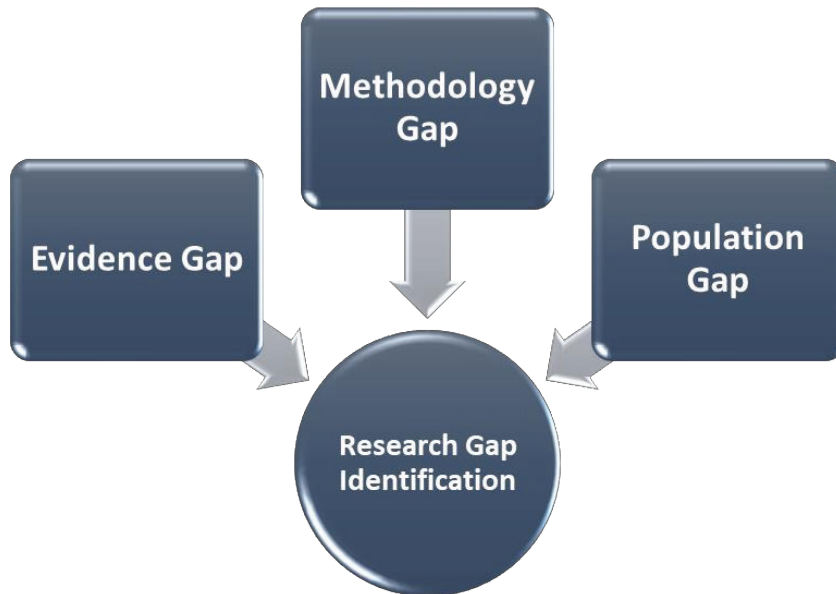 Methodology
Gap
Evidence Gap
Population
Gap
Research Gap
Identification